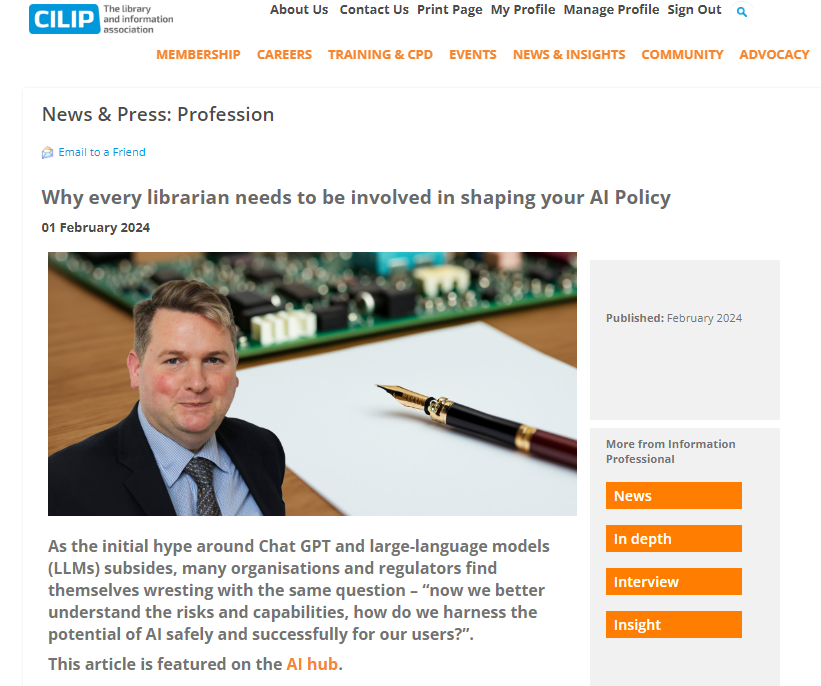 CILIP The library
and information
association
About Us Contact Us Print Page My Profile Manage Profile Sign Out
MEMBERSHIP CAREERS TRAINING & CPD EVENTS NEWS & INSIGHTS COMMUNITY ADVOCACY
News & Press: Profession
Email to a Friend
Why every librarian needs to be involved in shaping your AI Policy
01 February 2024
Published: February 2024
More from Information
Professional
News
In depth
Interview
Insight
As the initial hype around Chat GPT and large-language models
(LLMs) subsides, many organisations and regulators find
themselves wresting with the same question – “now we better
understand the risks and capabilities, how do we harness the
potential of AI safely and successfully for our users?”.
This article is featured on the AI hub.